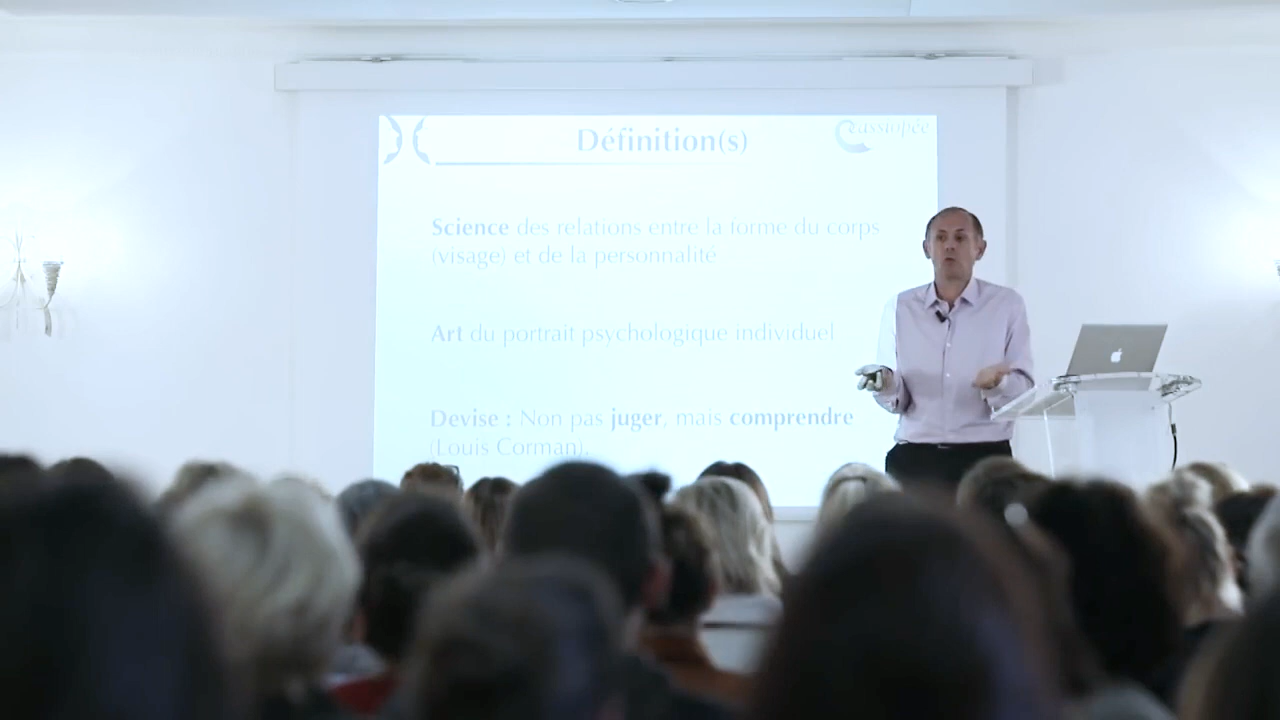 Définition(s)
Cassiopée
Science des relations entre la forme du corps
(visage) et de la personnalité
Art du portrait psychologique individuel
Devise : Non pas juger, mais comprendre
(Louis Corman).